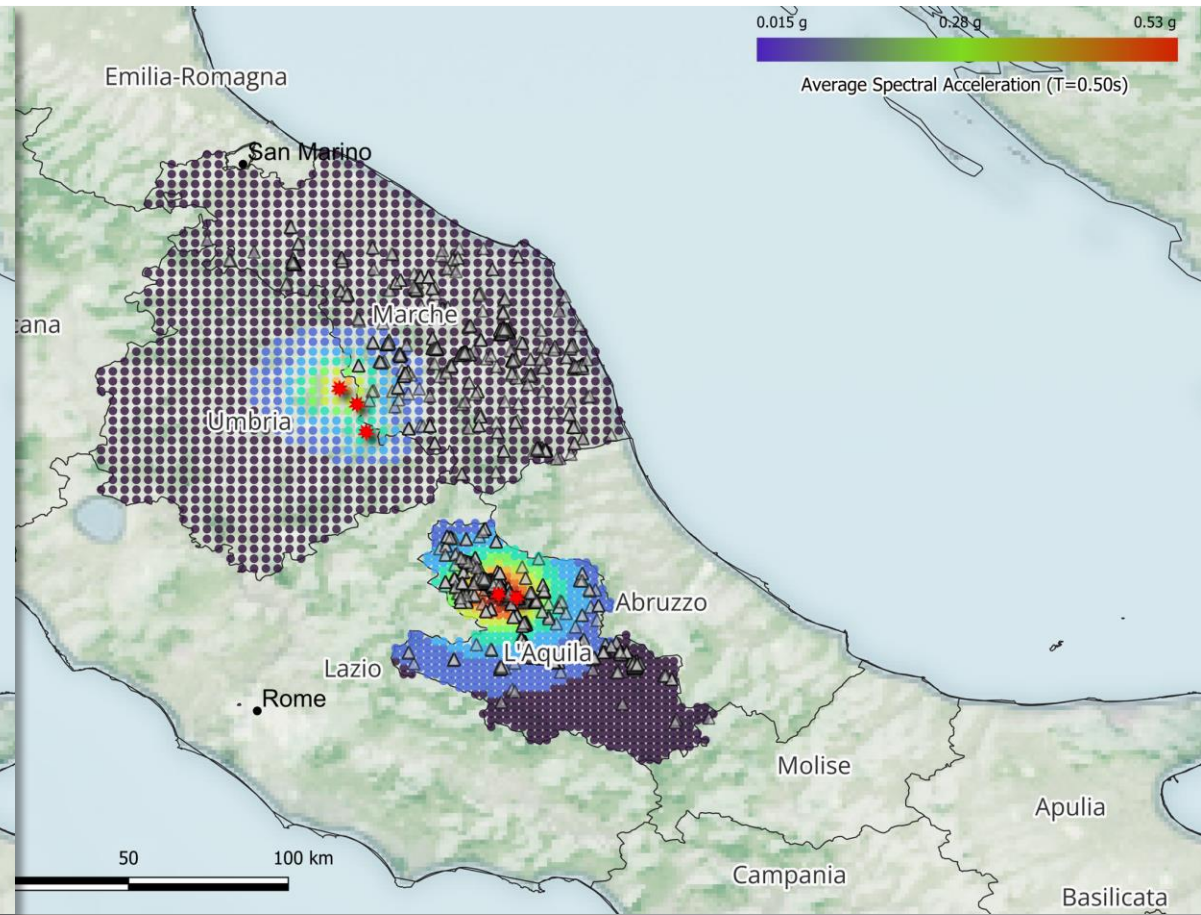 0.015 g 0.28 g 0.53 g
Average Spectral Acceleration (T=0.50s)
Emilia-Romagna
San Marino
Marche
cana
Umbria
Abruzzo
L'Aquila
Lazio
Rome
Molise
Apulia
50 100 km
Campania
Basilicata